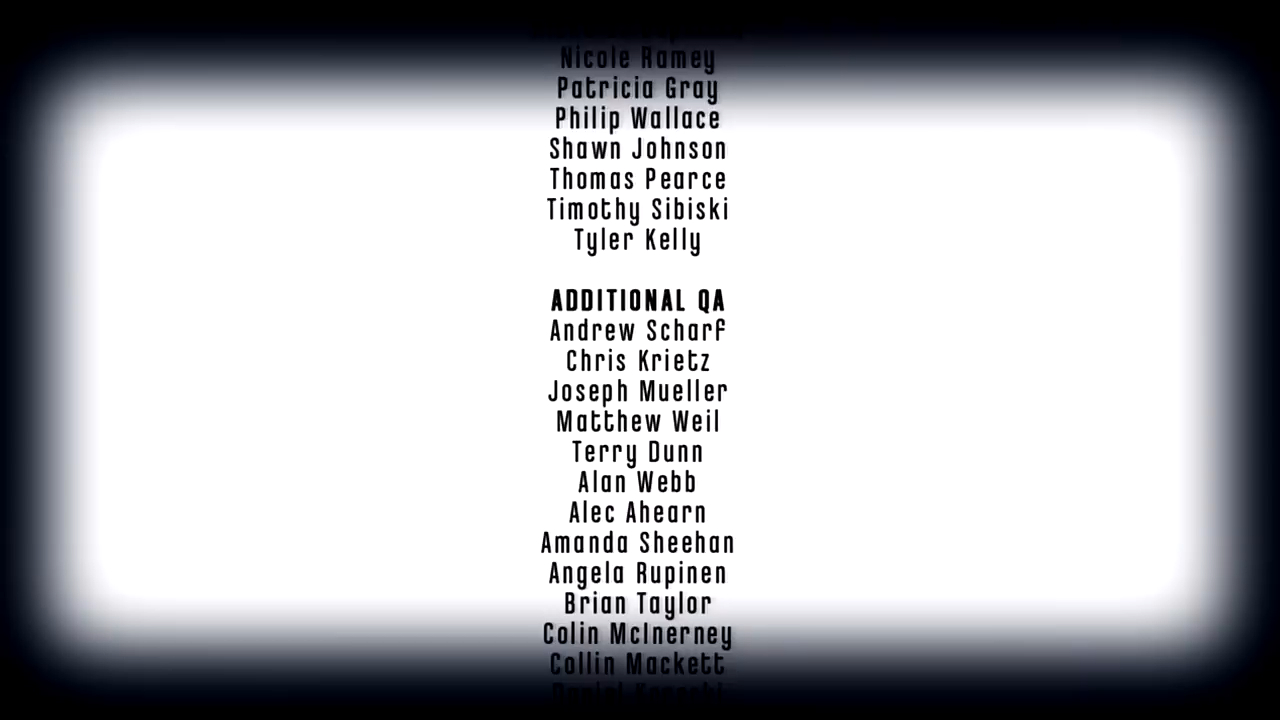 Nicole Ramey
Patricia Gray
Philip Wallace
Shawn Johnson
Thomas Pearce
Timothy Sibiski
Tyler Kelly
ADDITIONAL QA
Andrew Scharf
Chris Krietz
Joseph Mueller
Matthew Weil
Terry Dunn
Alan Webb
Alec Ahearn
Amanda Sheehan
Angela Rupinen
Brian Taylor
Colin McInerney
Collin Mackett
Daniel